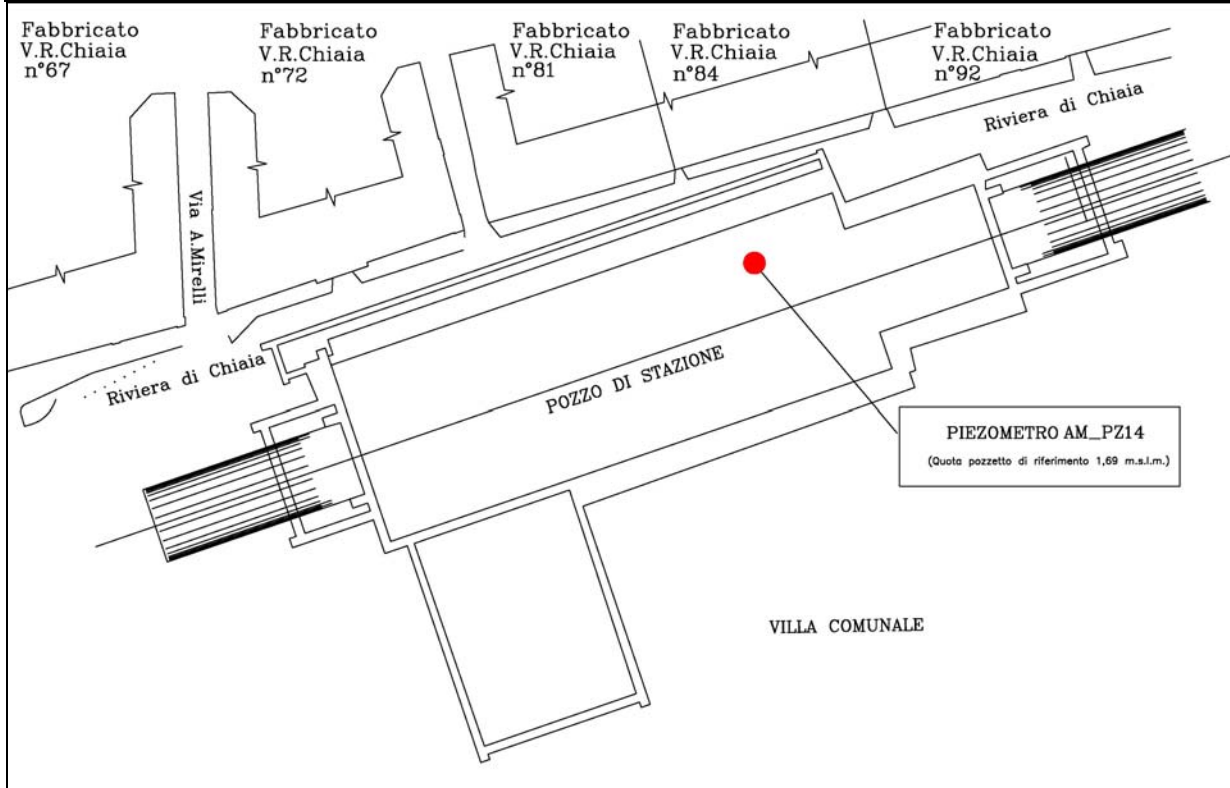 Fabbricato
V.R.Chiaia
n°67
Fabbricato
V.R.Chiaia
n°72
Fabbricato
V.R.Chiaia
n°81
Fabbricato
V.R.Chiaia
n°84
Fabbricato
V.R.Chiaia
n°92
Riviera di Chiaia
Via A.Mirelli
Riviera di Chiaia
POZZO DI STAZIONE
PIEZOMETRO AM_PZ14
(Quota pozzetto di riferimento 1,69 m.s.l.m.)
VILLA COMUNALE